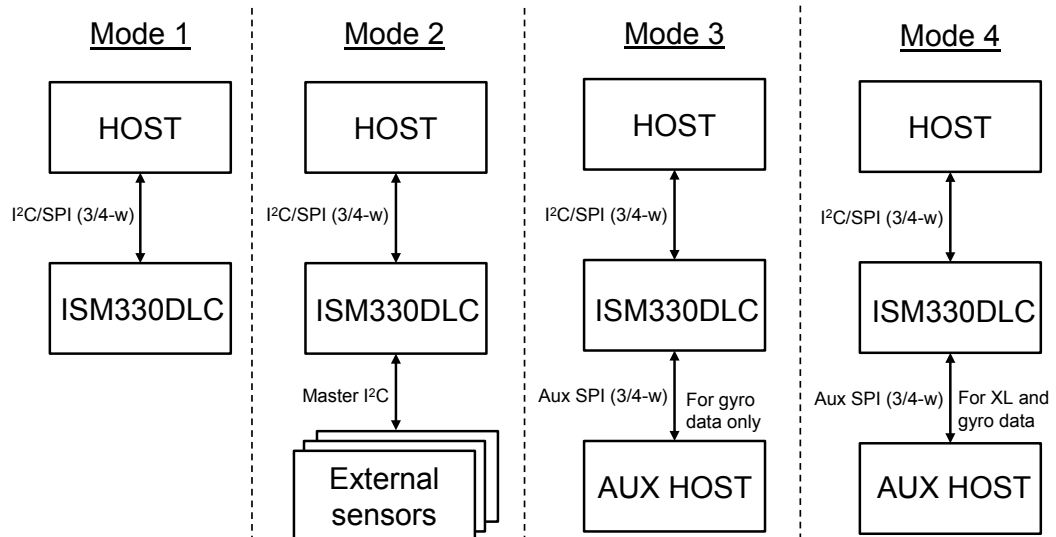 Mode 1
HOST
I²C/SPI (3/4-w)
ISM330DLC
Mode 2
HOST
I²C/SPI (3/4-w)
ISM330DLC
Master I²C
External
sensors
Mode 3
HOST
I²C/SPI (3/4-w)
ISM330DLC
Aux SPI (3/4-w)
For gyro
data only
AUX HOST
Mode 4
HOST
I²C/SPI (3/4-w)
ISM330DLC
Aux SPI (3/4-w)
For XL and
gyro data
AUX HOST